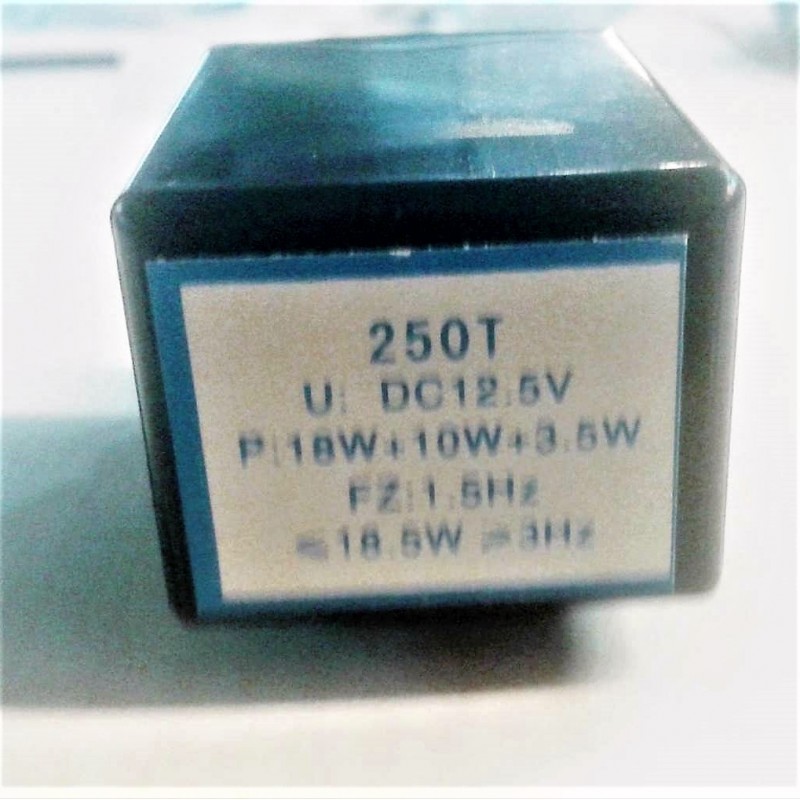 250T
U: DC12.5V
P:18W+10W+3.5W
FZ:1.5Hz
≤18.5W ≥3Hz